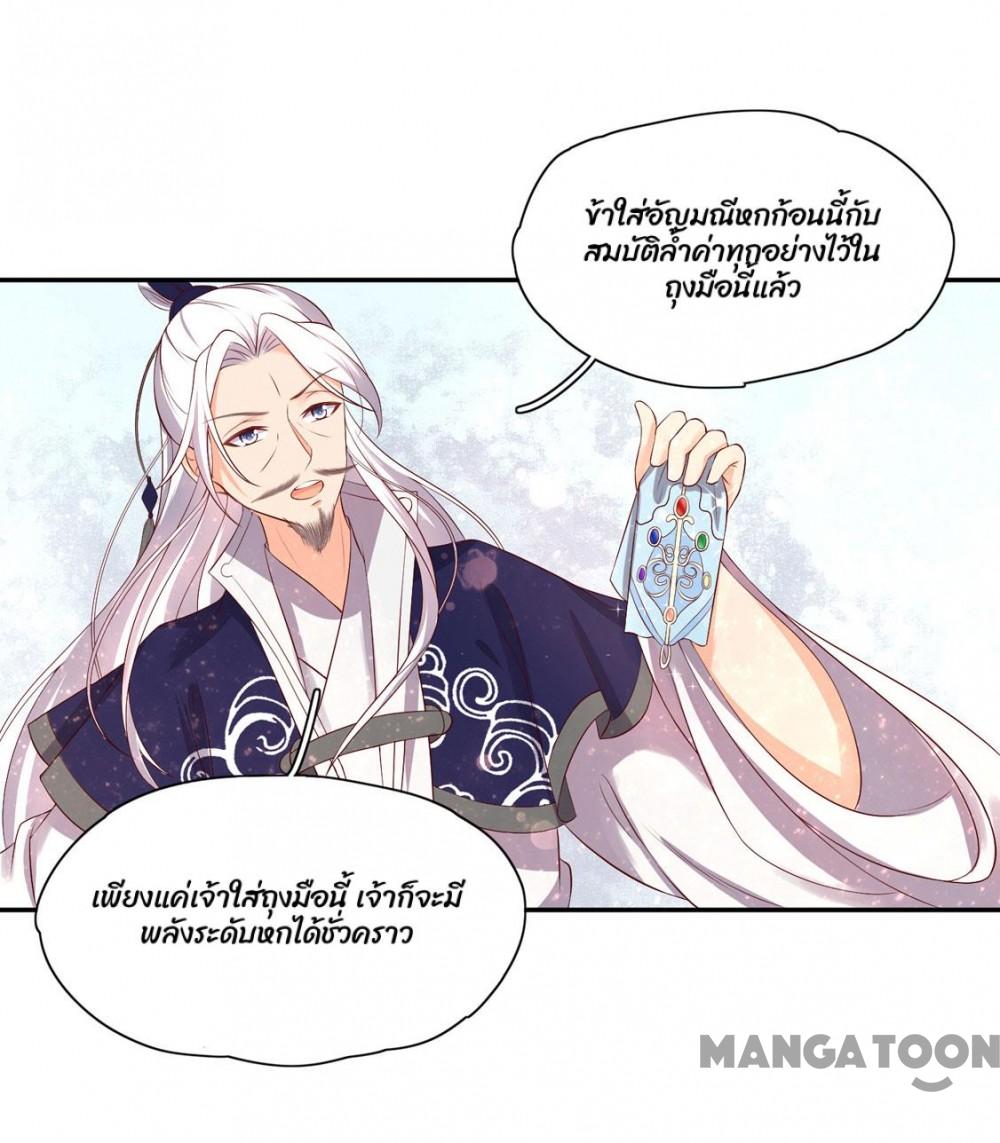 ข้าใส่อัญมณีหกก้อนนี้กับ
สมบัติล้ำค่าทุกอย่างไว้ใน
ถุงมือนี้แล้ว
เพียงแค่เจ้าใส่ถุงมือนี้ เจ้าก็จะมี
พลังระดับหกได้ชั่วคราว
MANGATOON